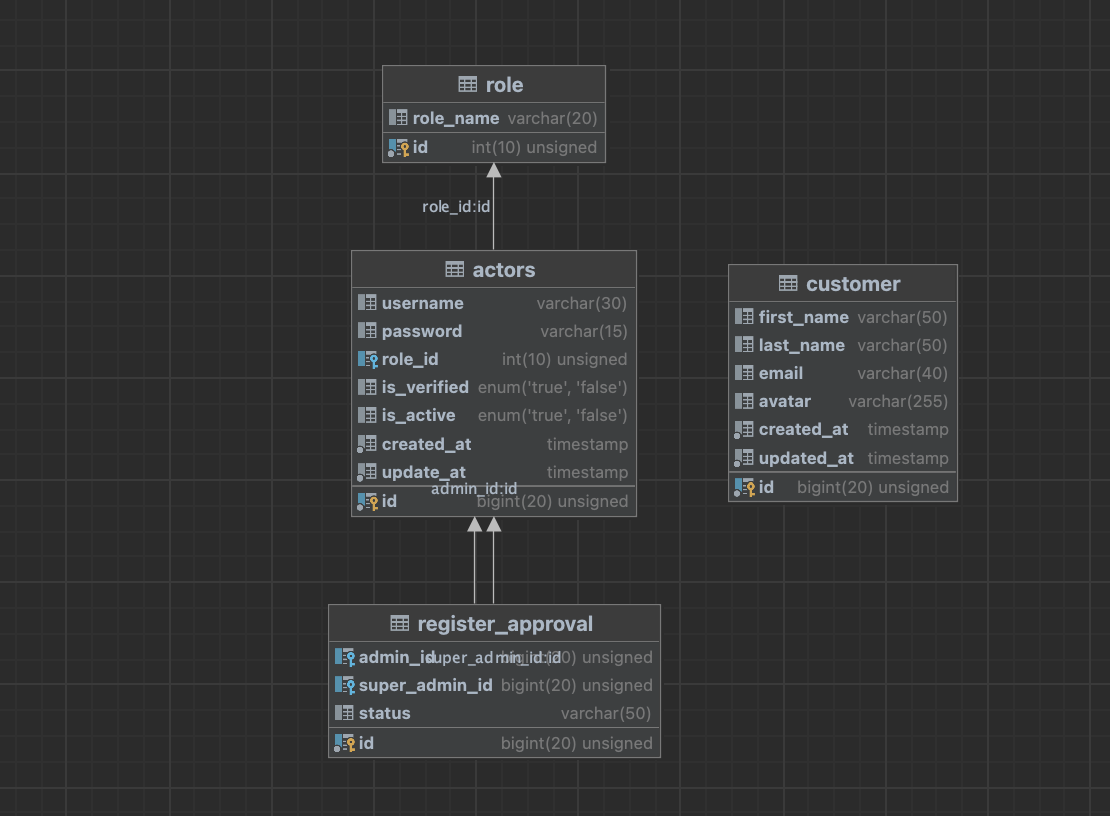 role
role_name varchar(20)
id int(10) unsigned
role_id:id
actors
username varchar(30)
password varchar(15)
role_id int(10) unsigned
is_verified enum('true', 'false')
is_active enum('true', 'false')
created_at timestamp
update_at timestamp
admin_id:id
id bigint(20) unsigned
customer
first_name varchar(50)
last_name varchar(50)
email varchar(40)
avatar varchar(255)
created_at timestamp
updated_at timestamp
id bigint(20) unsigned
register_approval
admin_id bigint(20) unsigned
super_admin_id:id
super_admin_id bigint(20) unsigned
status varchar(50)
id bigint(20) unsigned